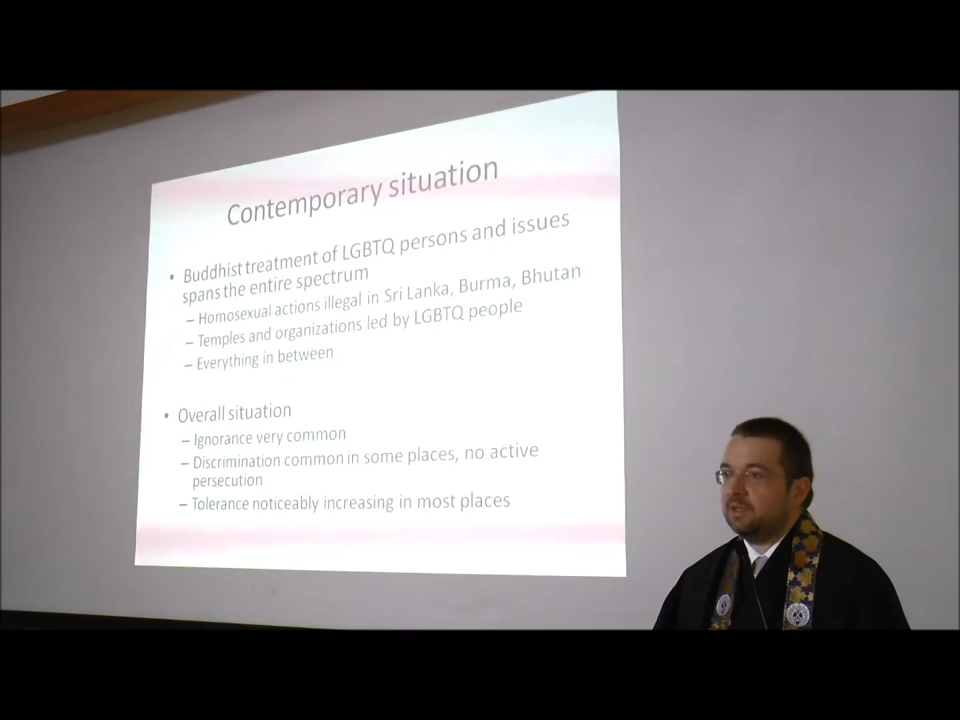 Contemporary situation
• Buddhist treatment of LGBTQ persons and issues
spans the entire spectrum
– Homosexual actions illegal in Sri Lanka, Burma, Bhutan
– Temples and organizations led by LGBTQ people
– Everything in between
• Overall situation
– Ignorance very common
– Discrimination common in some places, no active
persecution
– Tolerance noticeably increasing in most places